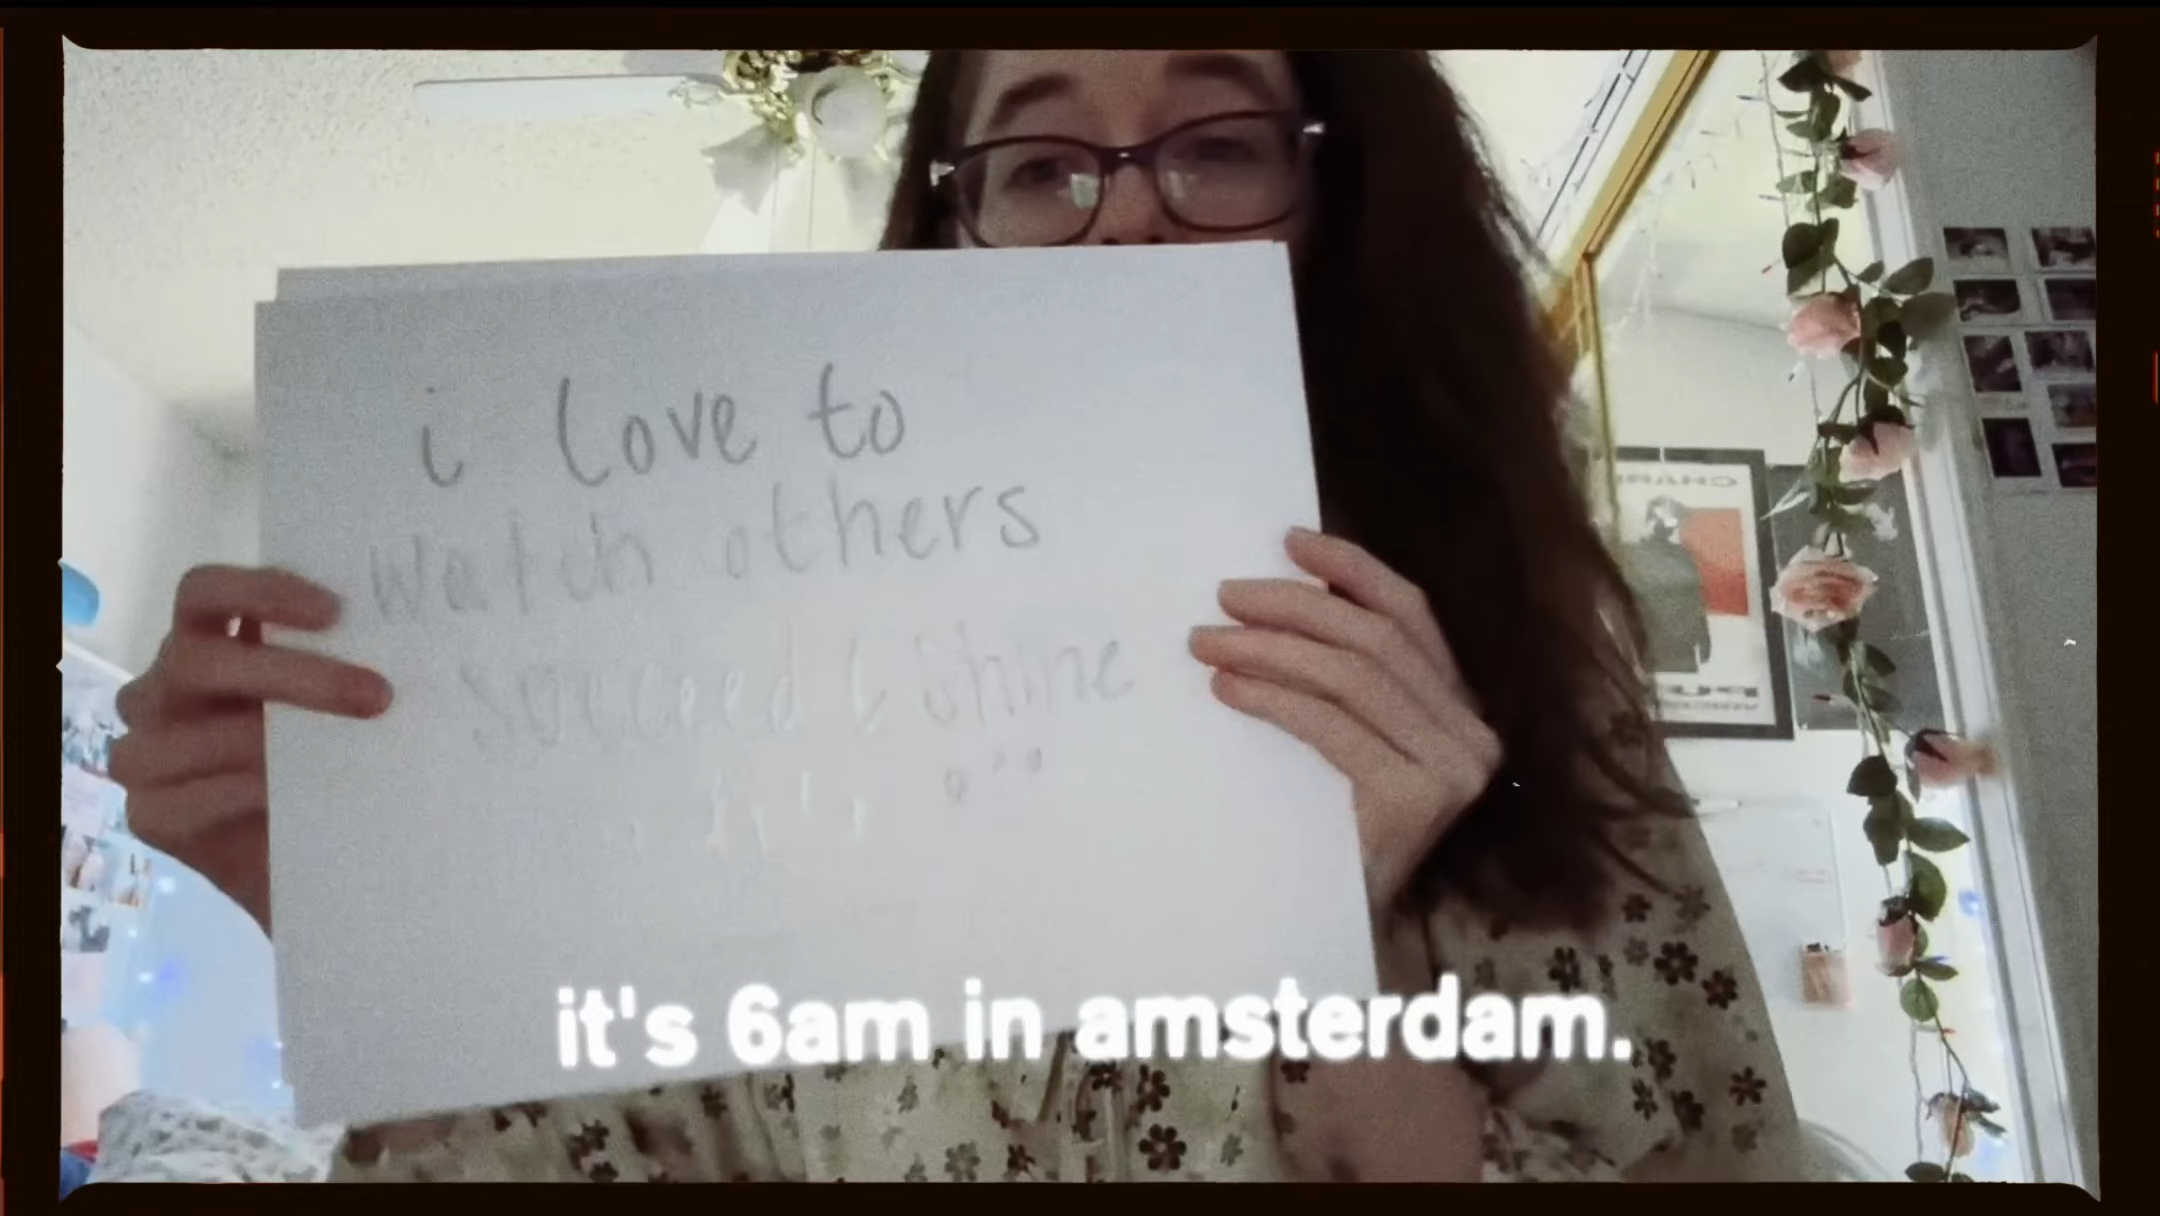 i love to
watch others
succeed & shine
it's 6am in amsterdam.